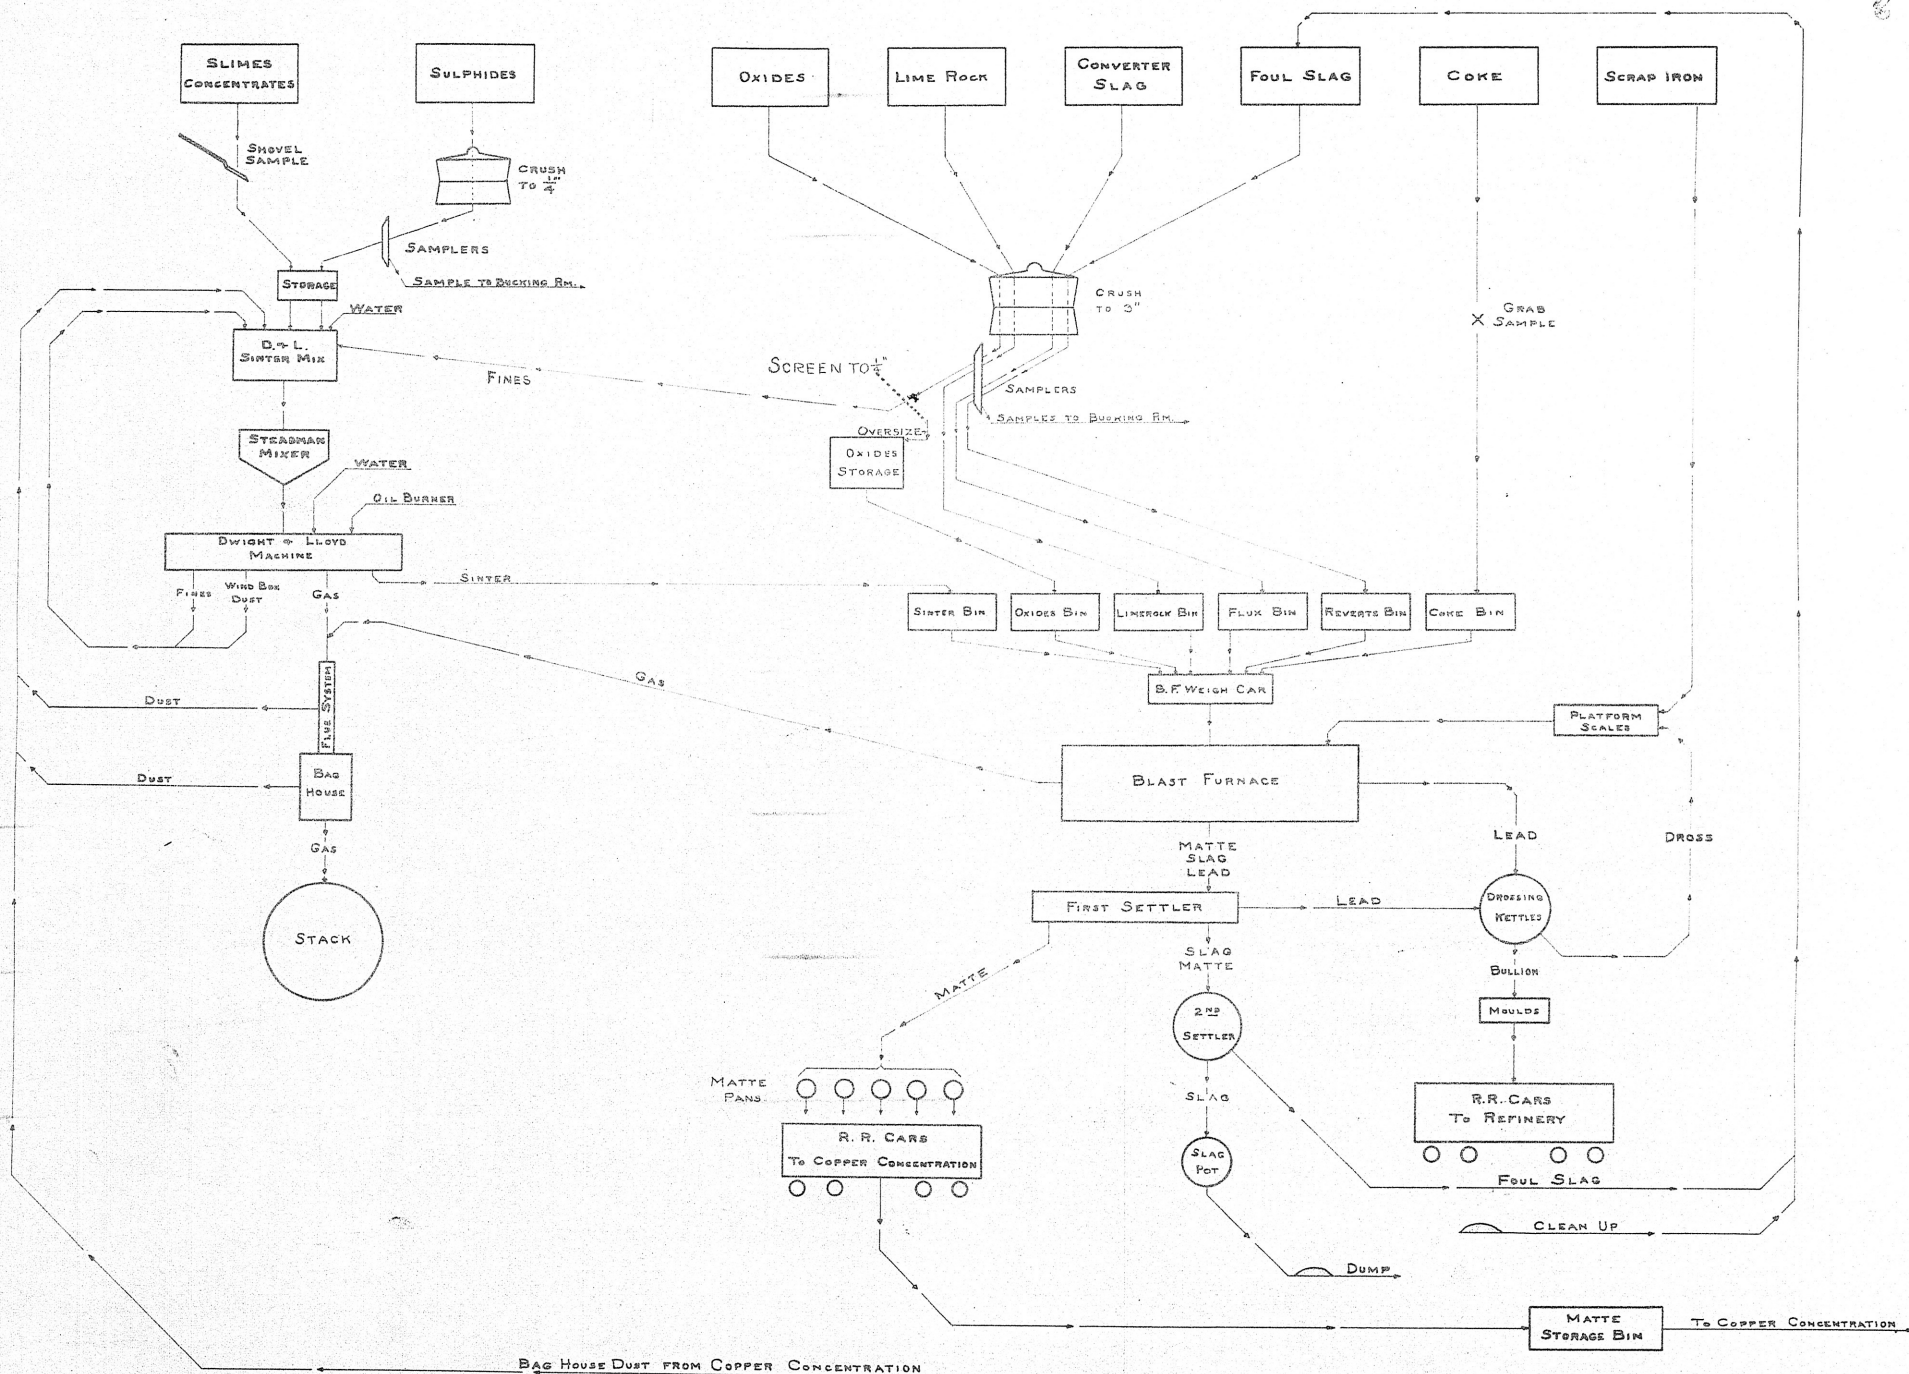 SLIMES
CONCENTRATES
SULPHIDES
OXIDES
LIME ROCK
CONVERTER
SLAG
FOUL SLAG
COKE
SCRAP IRON
SHOVEL
SAMPLE
CRUSH
TO 1/4"
SAMPLERS
SAMPLE TO BUCKING RM.
STORAGE
WATER
D. & L.
SINTER MIX
CRUSH
TO 3"
GRAB
SAMPLE
SCREEN TO 1/4"
FINES
SAMPLERS
SAMPLES TO BUCKING RM.
OVERSIZE
OXIDES
STORAGE
STEADMAN
MIXER
WATER
OIL BURNER
DWIGHT & LLOYD
MACHINE
FINES
WIND BOX
DUST
GAS
SINTER
SINTER BIN
OXIDES BIN
LIMEROCK BIN
FLUX BIN
REVERTS BIN
COKE BIN
GAS
B.F. WEIGH CAR
FLUE SYSTEM
DUST
PLATFORM
SCALES
BAG
HOUSE
DUST
BLAST FURNACE
GAS
LEAD
DROSS
MATTE
SLAG
LEAD
STACK
FIRST SETTLER
LEAD
DROSSING
KETTLES
SLAG
MATTE
MATTE
BULLION
2ND
SETTLER
MOULDS
MATTE
PANS
SLAG
R.R. CARS
TO REFINERY
R. R. CARS
TO COPPER CONCENTRATION
SLAG
POT
FOUL SLAG
CLEAN UP
DUMP
MATTE
STORAGE BIN
TO COPPER CONCENTRATION
BAG HOUSE DUST FROM COPPER CONCENTRATION